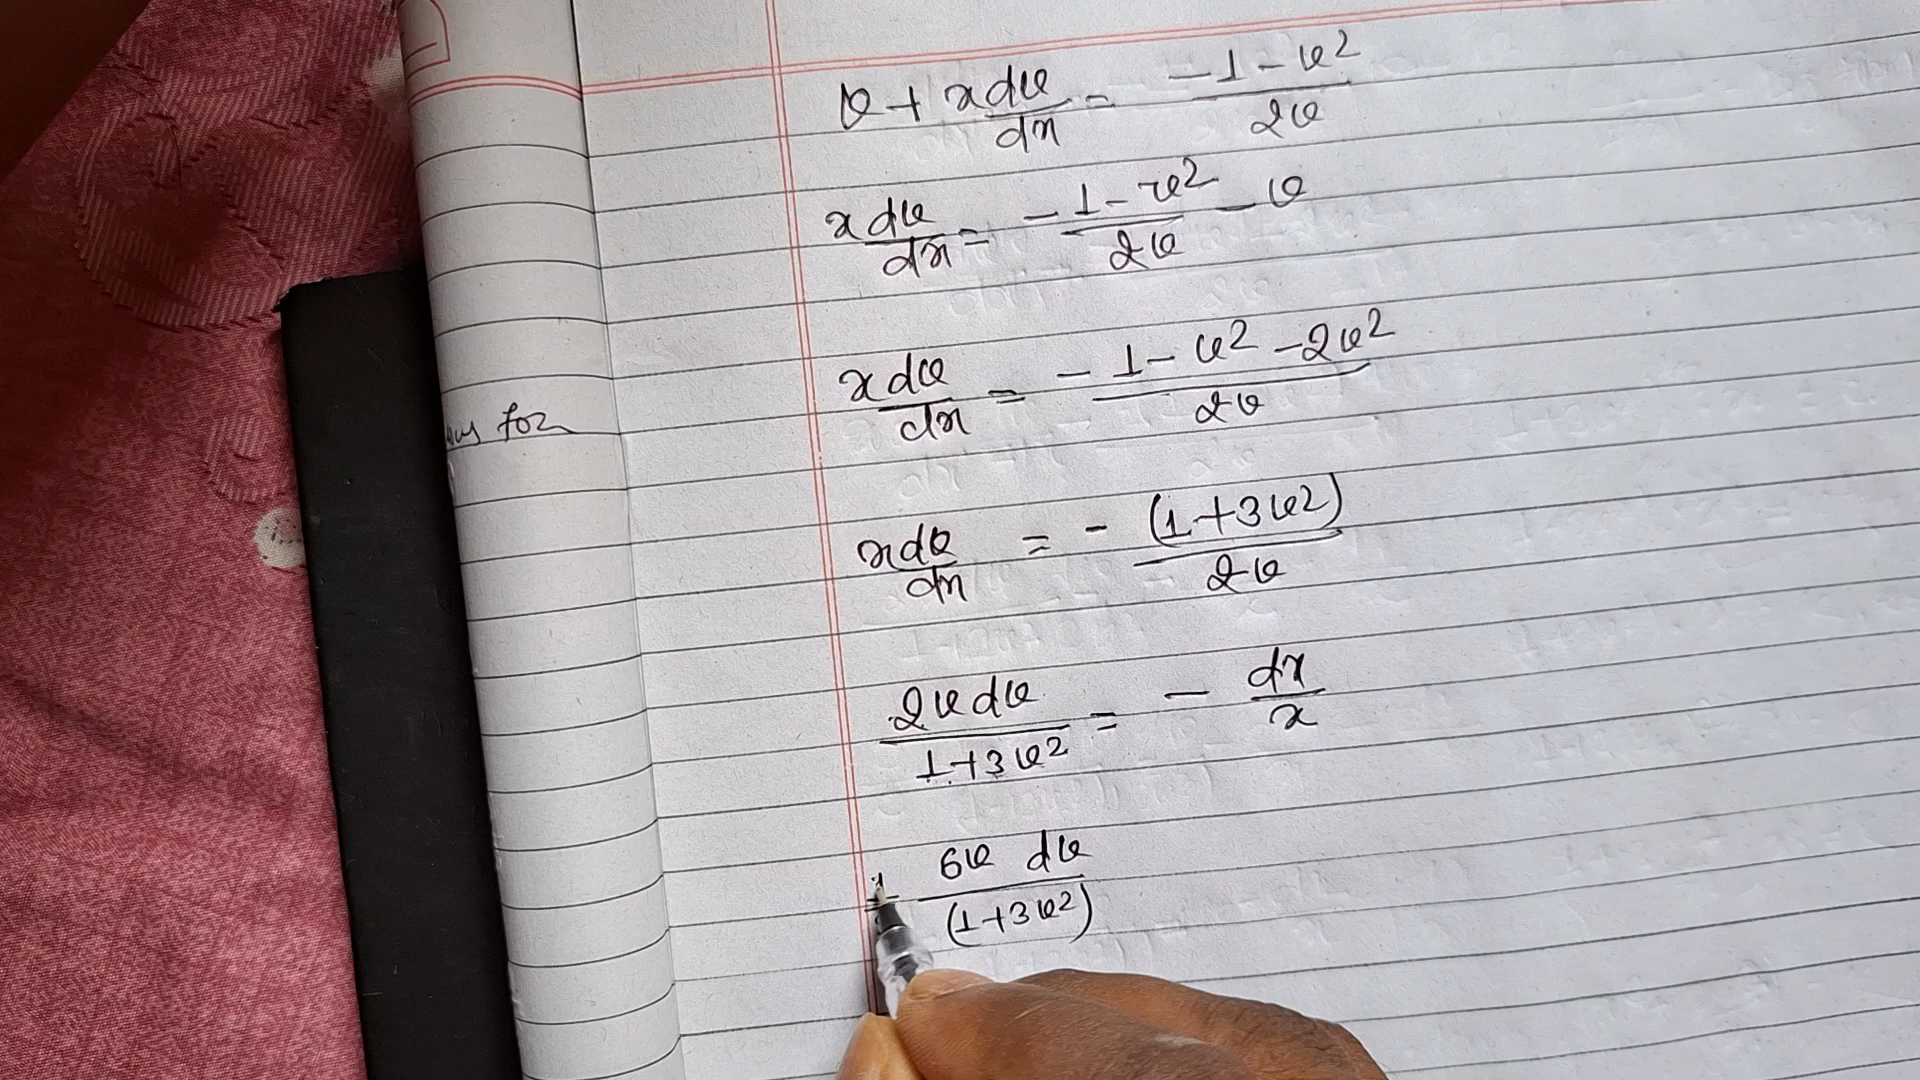 v + x dv/dx = -1-v²/2v
x dv/dx = -1-v²/2v - v
x dv/dx = -1-v²-2v²/2v
for
x dv/dx = -(1+3v²)/2v
2v dv/1+3v² = - dx/x
6v dv/(1+3v²)